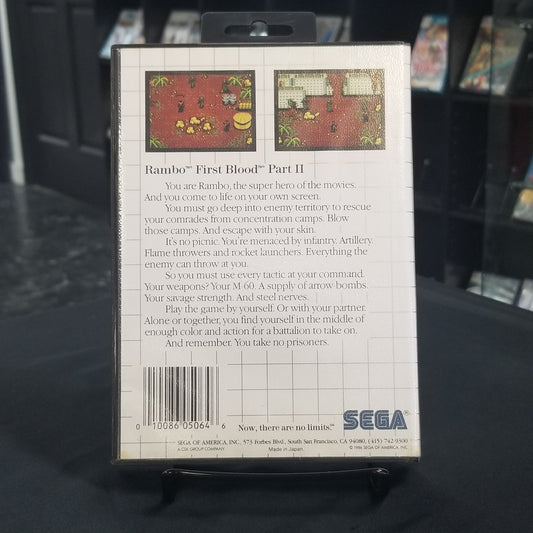 Rambo™ First Blood™ Part II
You are Rambo, the super hero of the movies.
And you come to life on your own screen.
You must go deep into enemy territory to rescue
your comrades from concentration camps. Blow
those camps. And escape with your skin.
It's no picnic. You're menaced by infantry. Artillery.
Flame throwers and rocket launchers. Everything the
enemy can throw at you.
So you must use every tactic at your command.
Your weapons? Your M 60. A supply of arrow bombs.
Your savage strength. And steel nerves.
Play the game by yourself. Or with your partner.
Alone or together, you find yourself in the middle of
enough color and action for a battalion to take on.
And remember. You take no prisoners.
0 10086 05064 6
Now, there are no limits.™ SEGA
SEGA OF AMERICA, INC. 573 Forbes Blvd., South San Francisco, CA 94080, (415) 742-9300
A CSK GROUP COMPANY. Made in Japan. © 1986 SEGA OF AMERICA, INC.